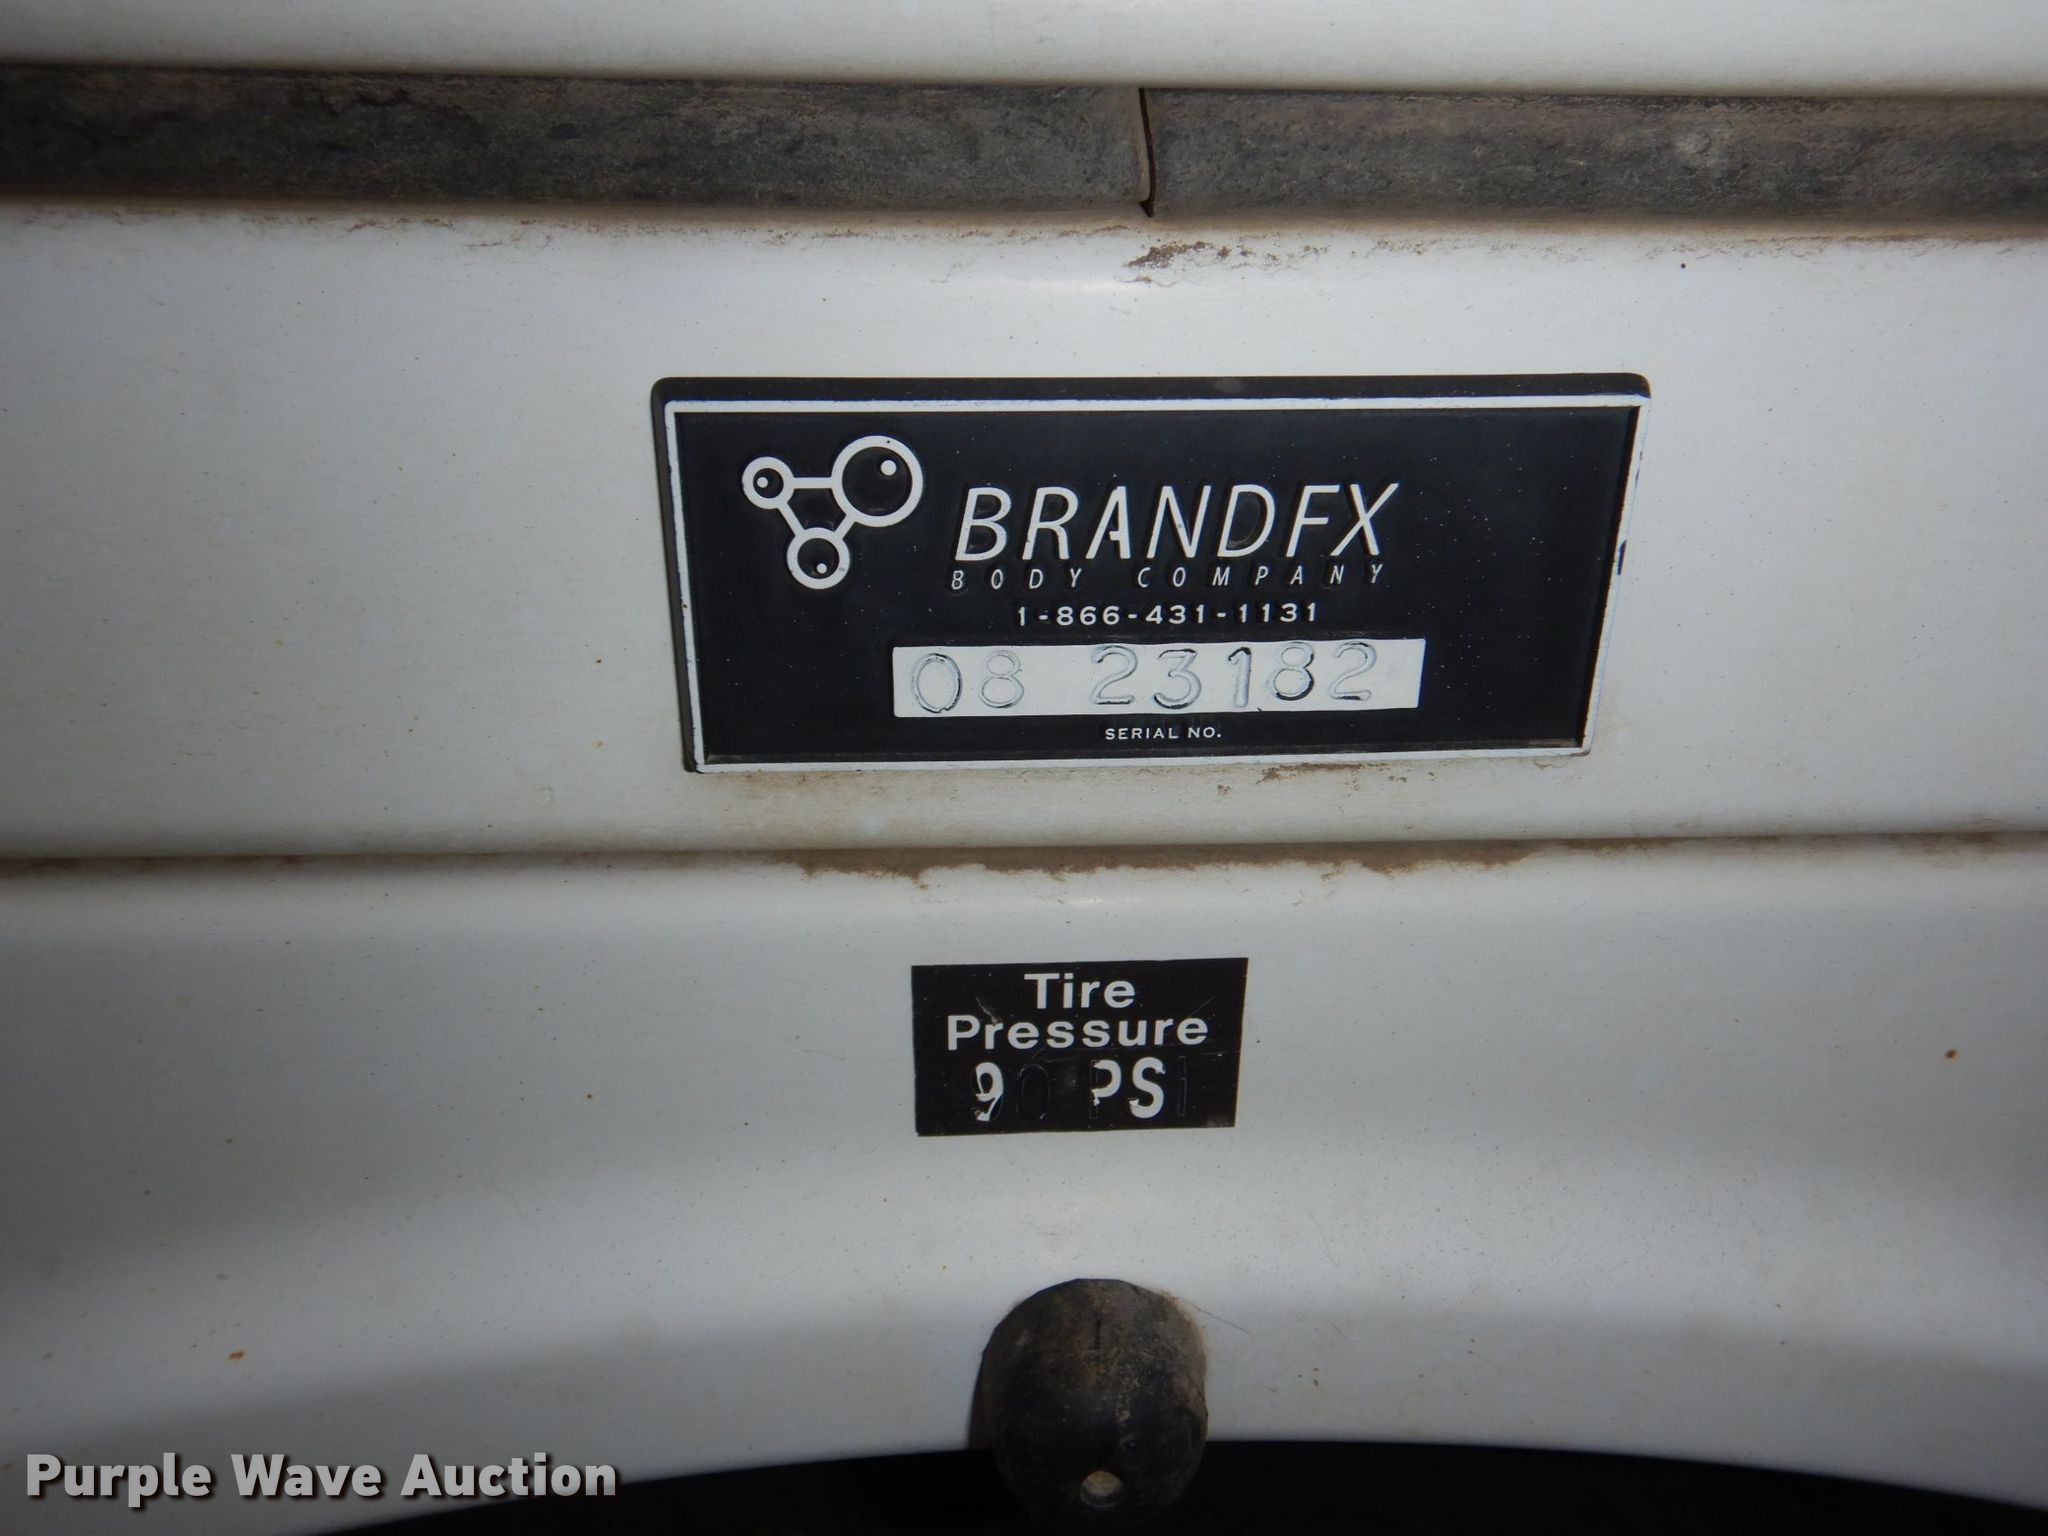 BRANDFX
BODY COMPANY
1-866-431-1131
08 23182
SERIAL NO.
Tire
Pressure
90 PSI
Purple Wave Auction